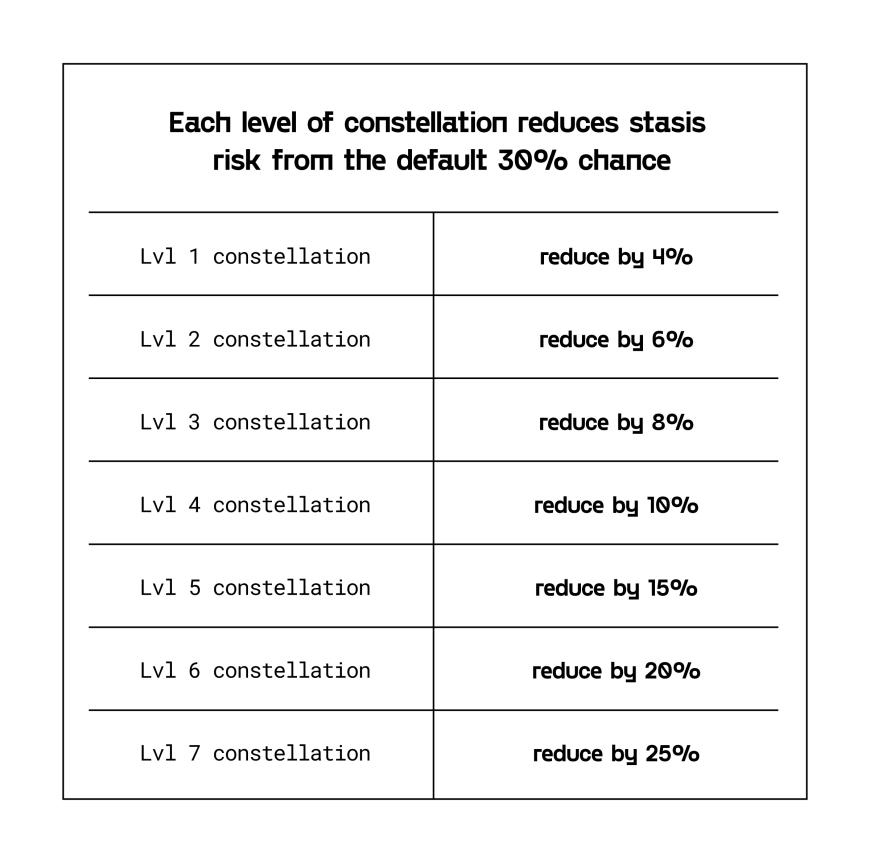 Each level of constellation reduces stasis
risk from the default 30% chance
Lvl 1 constellation reduce by 4%
Lvl 2 constellation reduce by 6%
Lvl 3 constellation reduce by 8%
Lvl 4 constellation reduce by 10%
Lvl 5 constellation reduce by 15%
Lvl 6 constellation reduce by 20%
Lvl 7 constellation reduce by 25%